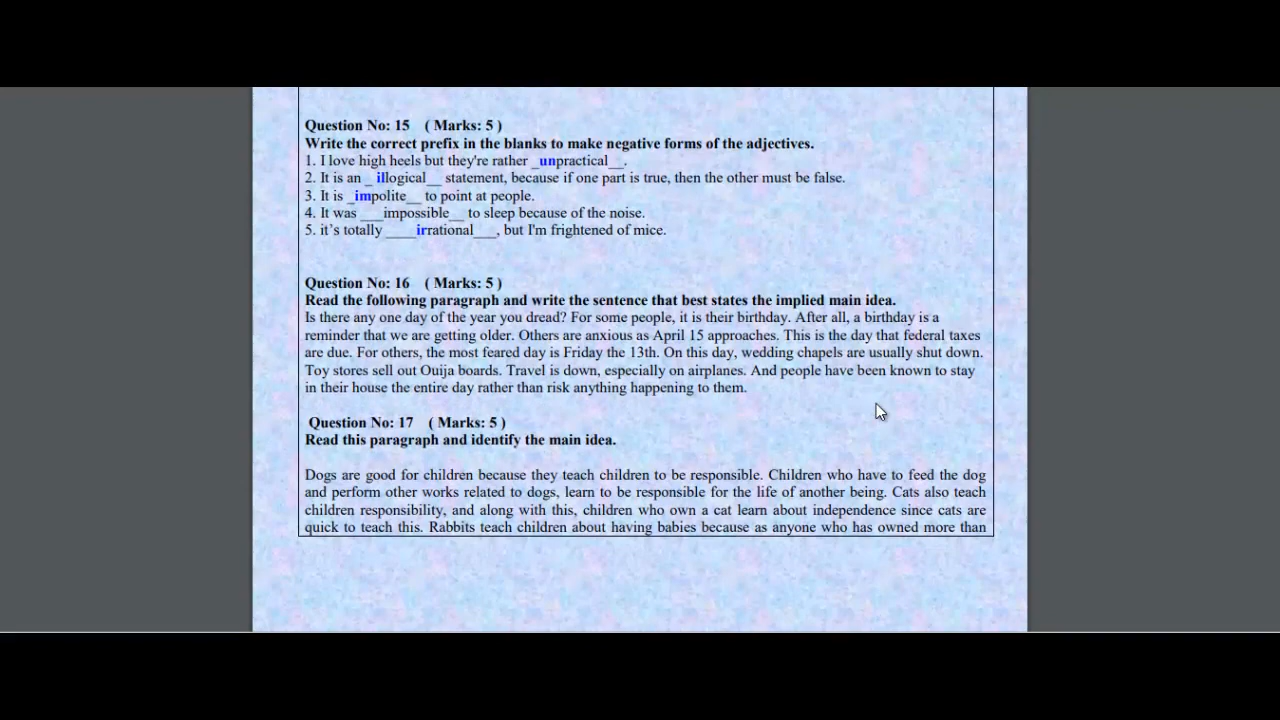 Question No: 15 ( Marks: 5 )
Write the correct prefix in the blanks to make negative forms of the adjectives.
1. I love high heels but they're rather _unpractical__.
2. It is an _ illogical__ statement, because if one part is true, then the other must be false.
3. It is _impolite__ to point at people.
4. It was ___impossible__ to sleep because of the noise.
5. it's totally ____irrational___, but I'm frightened of mice.
Question No: 16 ( Marks: 5 )
Read the following paragraph and write the sentence that best states the implied main idea.
Is there any one day of the year you dread? For some people, it is their birthday. After all, a birthday is a
reminder that we are getting older. Others are anxious as April 15 approaches. This is the day that federal taxes
are due. For others, the most feared day is Friday the 13th. On this day, wedding chapels are usually shut down.
Toy stores sell out Ouija boards. Travel is down, especially on airplanes. And people have been known to stay
in their house the entire day rather than risk anything happening to them.
Question No: 17 ( Marks: 5 )
Read this paragraph and identify the main idea.
Dogs are good for children because they teach children to be responsible. Children who have to feed the dog
and perform other works related to dogs, learn to be responsible for the life of another being. Cats also teach
children responsibility, and along with this, children who own a cat learn about independence since cats are
quick to teach this. Rabbits teach children about having babies because as anyone who has owned more than